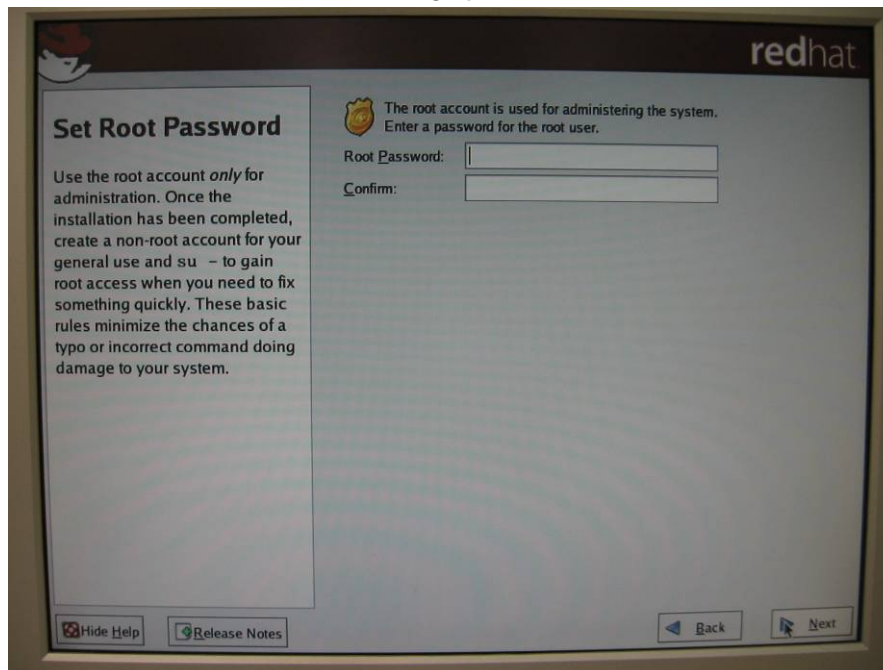 redhat
Set Root Password
Use the root account only for
administration. Once the
installation has been completed,
create a non-root account for your
general use and su - to gain
root access when you need to fix
something quickly. These basic
rules minimize the chances of a
typo or incorrect command doing
damage to your system.
The root account is used for administering the system.
Enter a password for the root user.
Root Password:
Confirm:
Hide Help
Release Notes
Back
Next